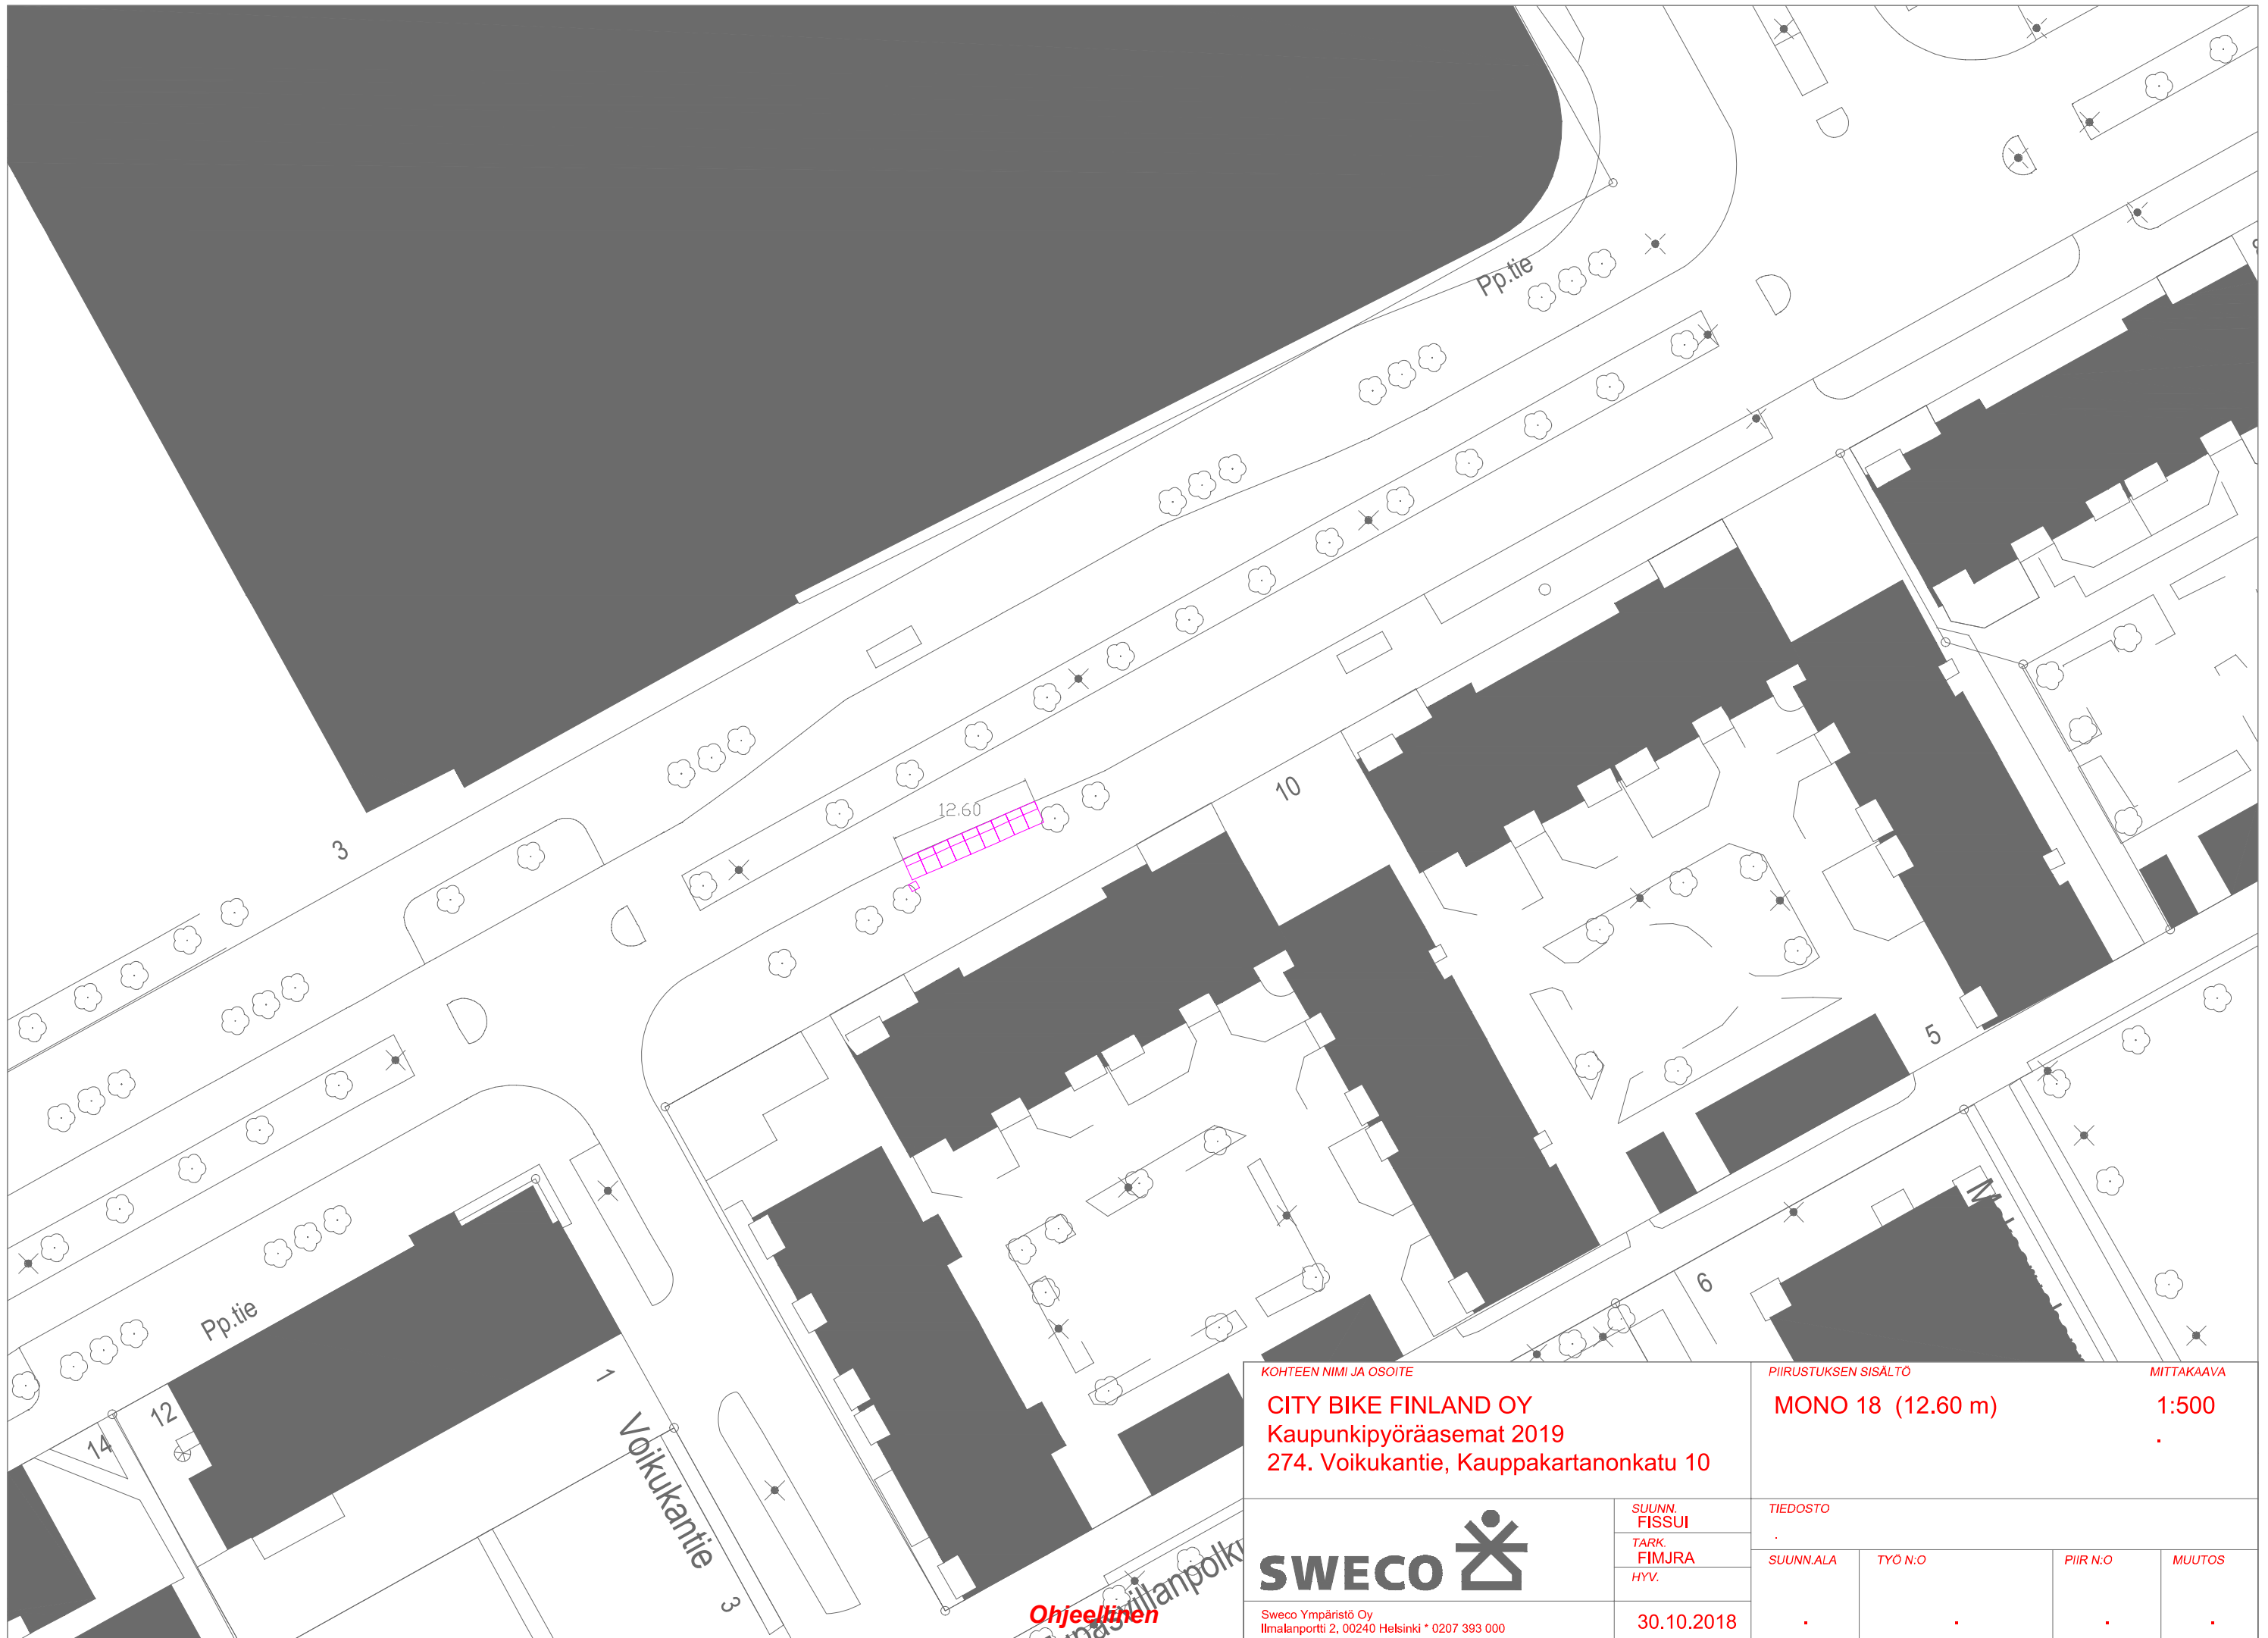 Pp.tie
12.60
10
3
5
6
Pp.tie
12
14
1
Voikukantie
3
Ohjeellinen
KOHTEEN NIMI JA OSOITE
CITY BIKE FINLAND OY
Kaupunkipyöräasemat 2019
274. Voikukantie, Kauppakartanonkatu 10
PIIRUSTUKSEN SISÄLTÖ
MITTAKAAVA
MONO 18 (12.60 m)
1:500
.
SWECO
SUUNN.
FISSUI
TARK.
FIMJRA
HYV.
TIEDOSTO
.
SUUNN.ALA
TYÖ N:O
PIIR N:O
MUUTOS
Sweco Ympäristö Oy
Ilmalanportti 2, 00240 Helsinki * 0207 393 000
30.10.2018
. . . .